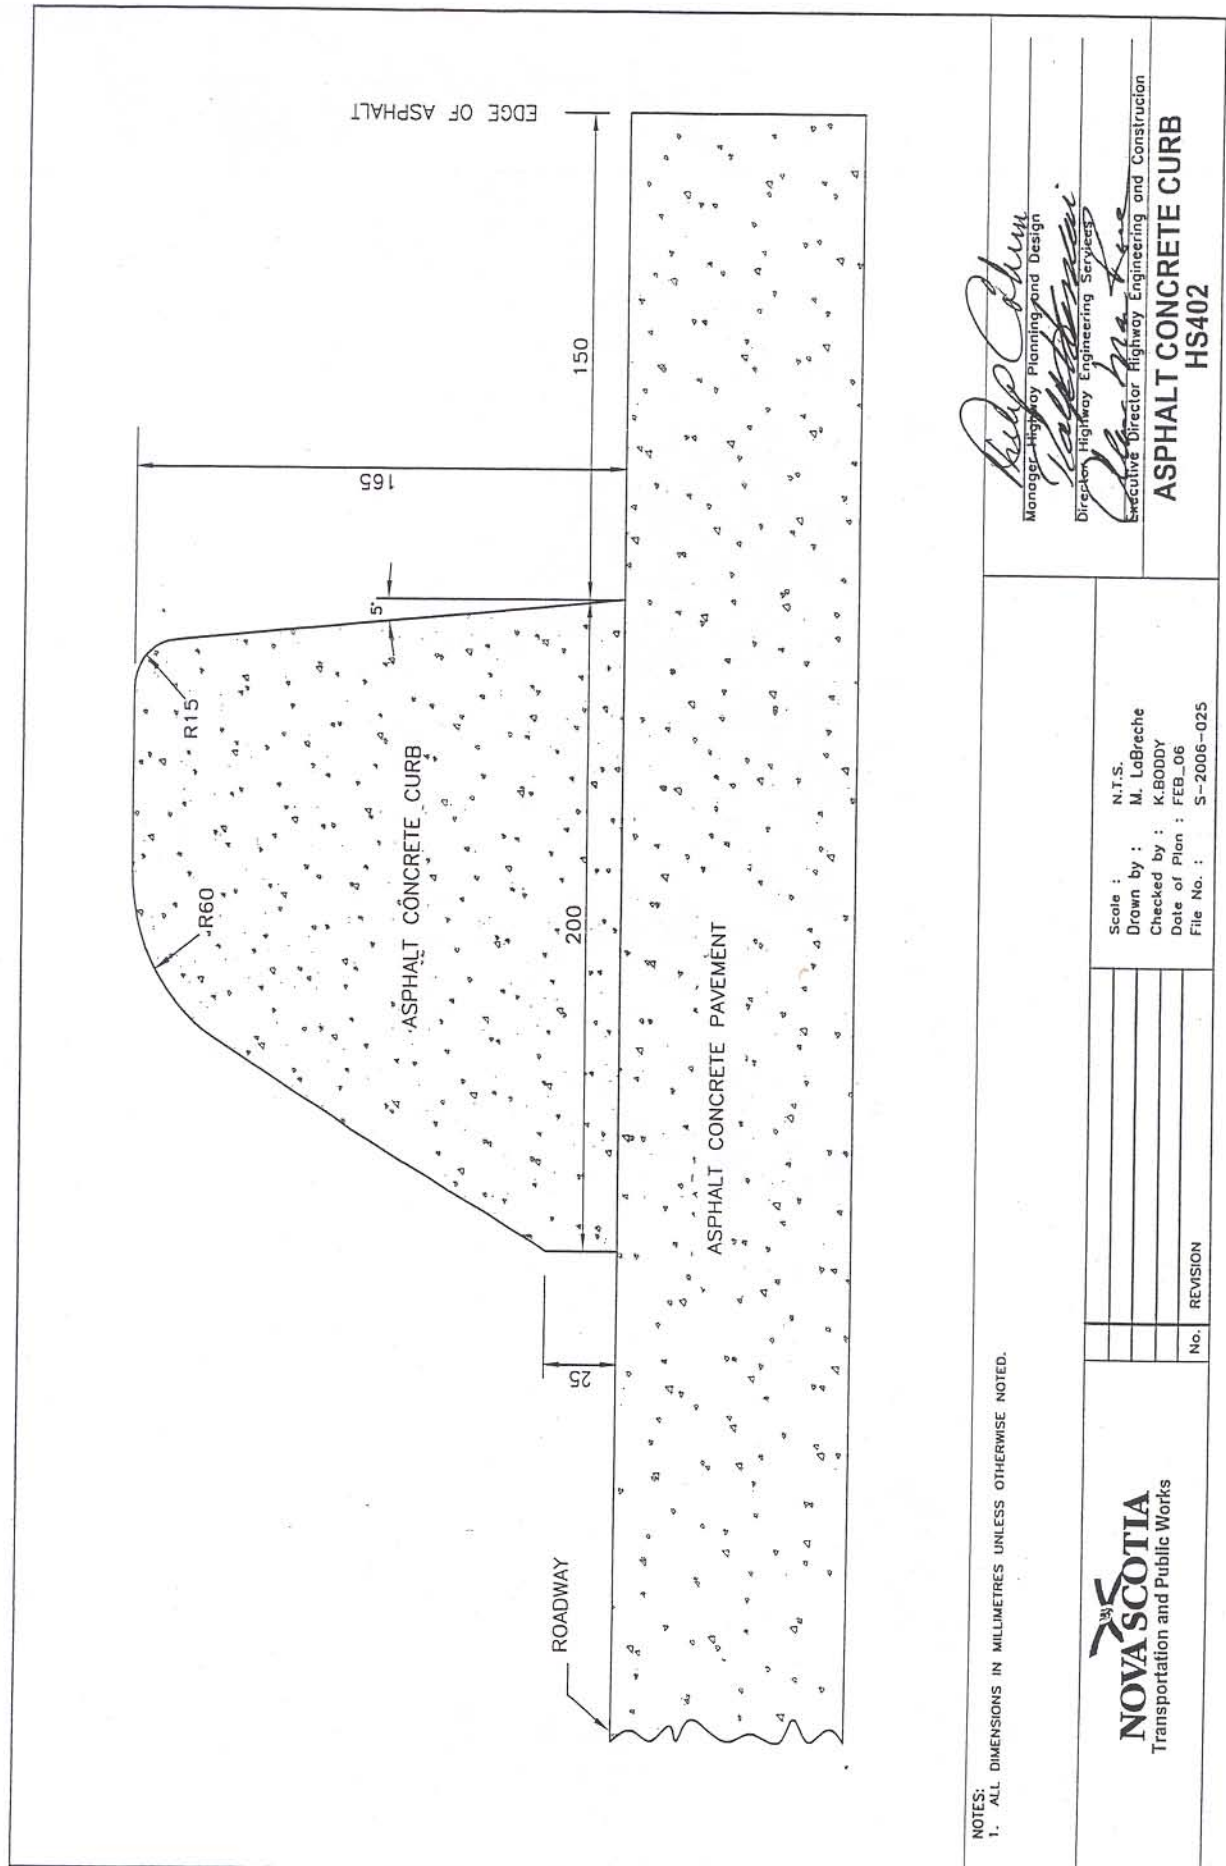 EDGE OF ASPHALT
165
150
5°
R15
R60
ASPHALT CONCRETE CURB
200
25
ASPHALT CONCRETE PAVEMENT
ROADWAY
NOTES:
1. ALL DIMENSIONS IN MILLIMETRES UNLESS OTHERWISE NOTED.
NOVA SCOTIA
Transportation and Public Works
No. REVISION
Scale : N.T.S.
Drawn by : M. LaBreche
Checked by : K.BODDY
Date of Plan : FEB_06
File No. : S-2006-025
Manager Highway Planning and Design
Director Highway Engineering Services
Executive Director Highway Engineering and Construcion
ASPHALT CONCRETE CURB
HS402